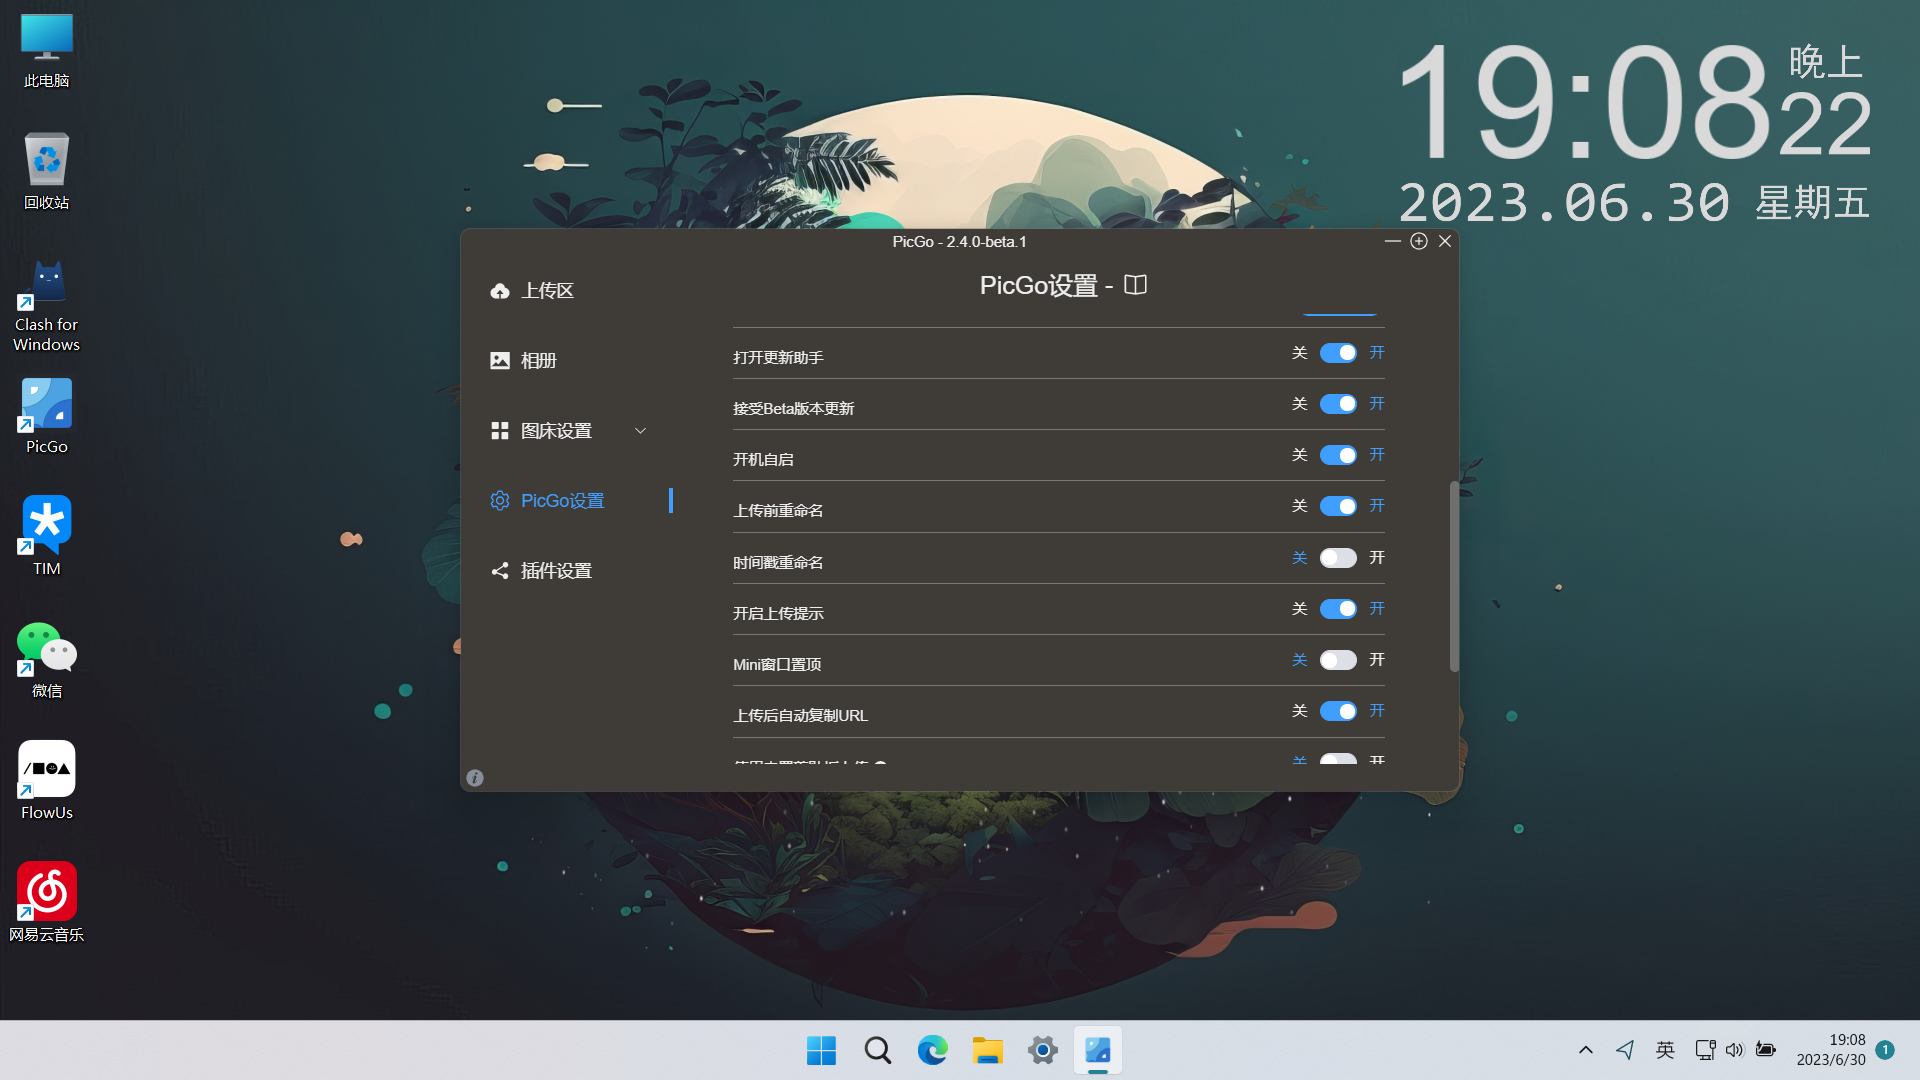 此电脑
回收站
Clash for
Windows
PicGo
TIM
微信
FlowUs
网易云音乐
19:08
晚上
22
2023.06.30 星期五
PicGo - 2.4.0-beta.1
上传区
相册
图床设置
PicGo设置
插件设置
PicGo设置 -
打开更新助手 关 开
接受Beta版本更新 关 开
开机自启 关 开
上传前重命名 关 开
时间戳重命名 关 开
开启上传提示 关 开
Mini窗口置顶 关 开
上传后自动复制URL 关 开
关 开
英
19:08
2023/6/30
1